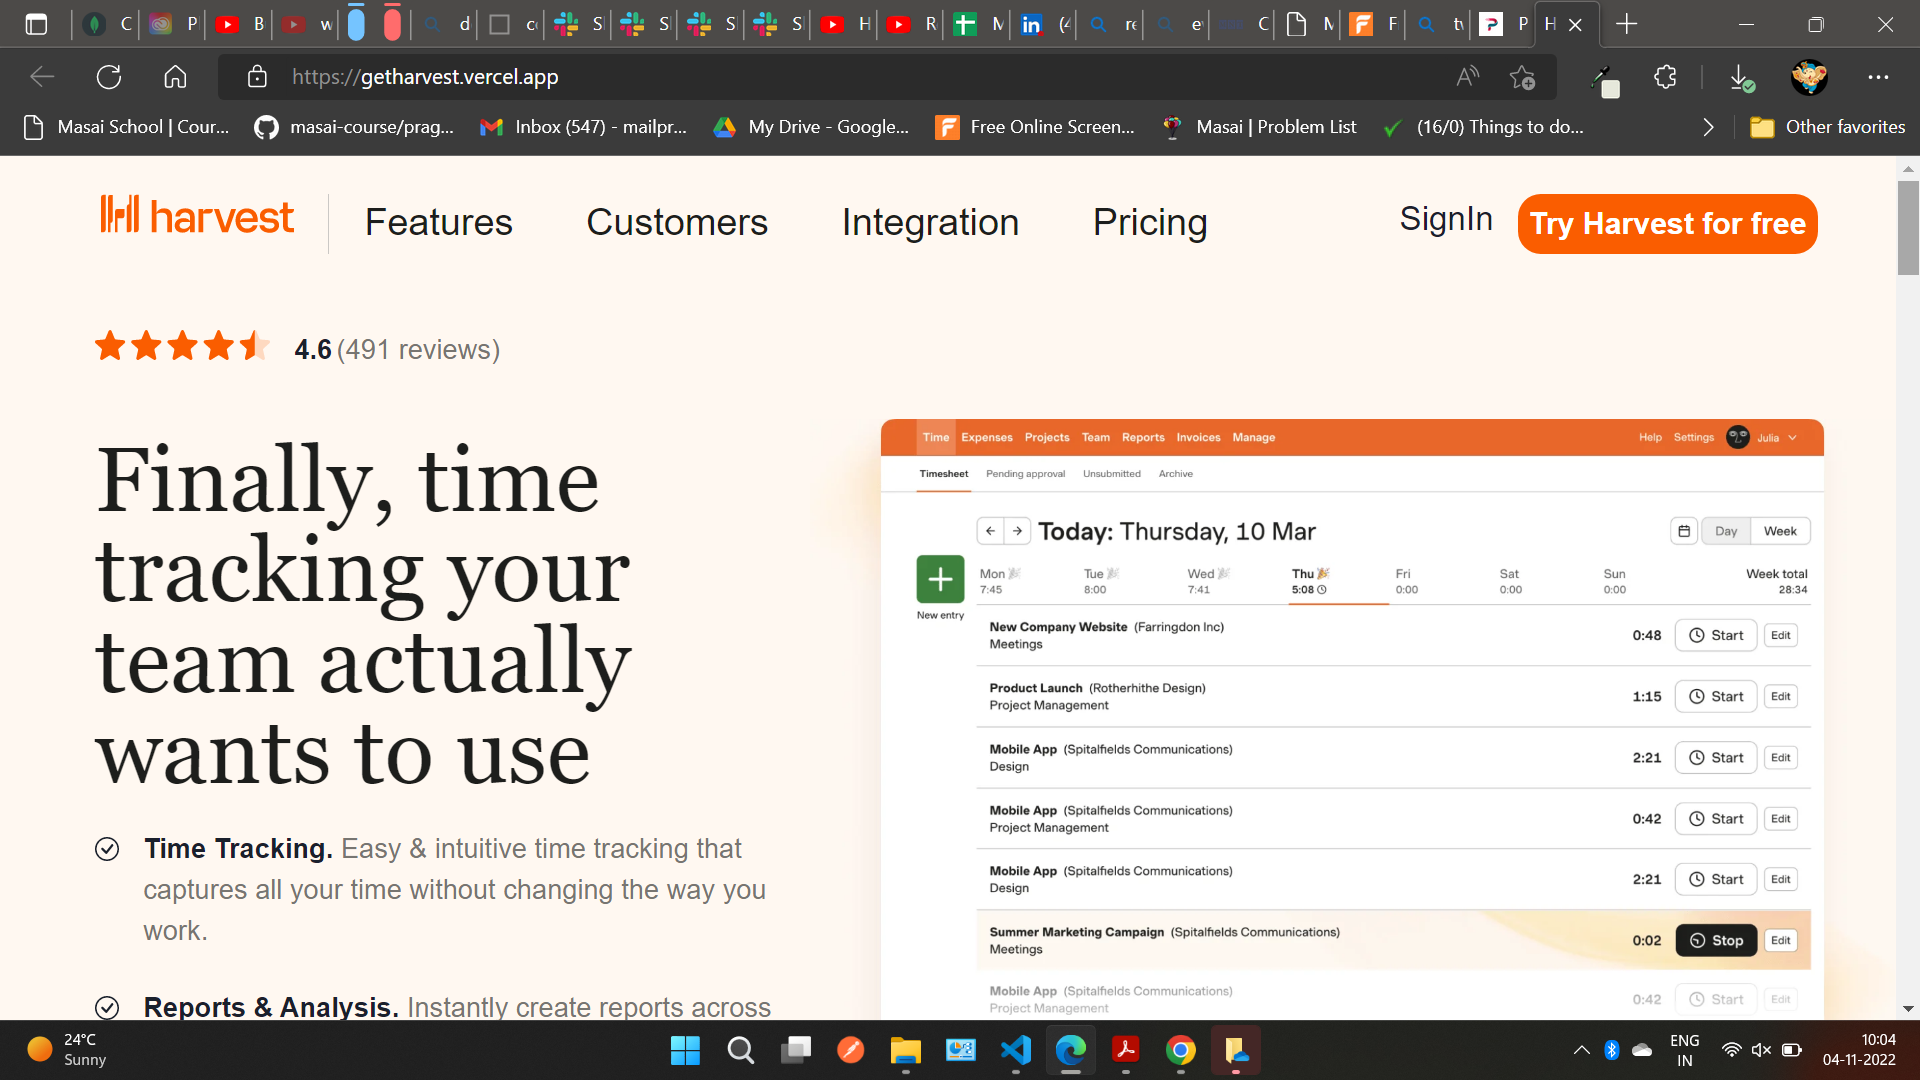 https://getharvest.vercel.app
Masai School | Cour... masai-course/prag... Inbox (547) - mailpr... My Drive - Google... Free Online Screen... Masai | Problem List (16/0) Things to do... Other favorites
harvest Features Customers Integration Pricing SignIn Try Harvest for free
4.6 (491 reviews)
Finally, time
tracking your
team actually
wants to use
Time Tracking. Easy & intuitive time tracking that
captures all your time without changing the way you
work.
Reports & Analysis. Instantly create reports across
Time Expenses Projects Team Reports Invoices Manage Help Settings Julia
Timesheet Pending approval Unsubmitted Archive
Today: Thursday, 10 Mar Day Week
New entry
Mon Tue Wed Thu Fri Sat Sun Week total
7:45 8:00 7:41 5:08 0:00 0:00 0:00 28:34
New Company Website (Farringdon Inc)
Meetings
0:48 Start Edit
Product Launch (Rotherhithe Design)
Project Management
1:15 Start Edit
Mobile App (Spitalfields Communications)
Design
2:21 Start Edit
Mobile App (Spitalfields Communications)
Project Management
0:42 Start Edit
Mobile App (Spitalfields Communications)
Design
2:21 Start Edit
Summer Marketing Campaign (Spitalfields Communications)
Meetings
0:02 Stop Edit
Mobile App (Spitalfields Communications)
Project Management
0:42 Start Edit
24°C
Sunny
ENG
IN
10:04
04-11-2022